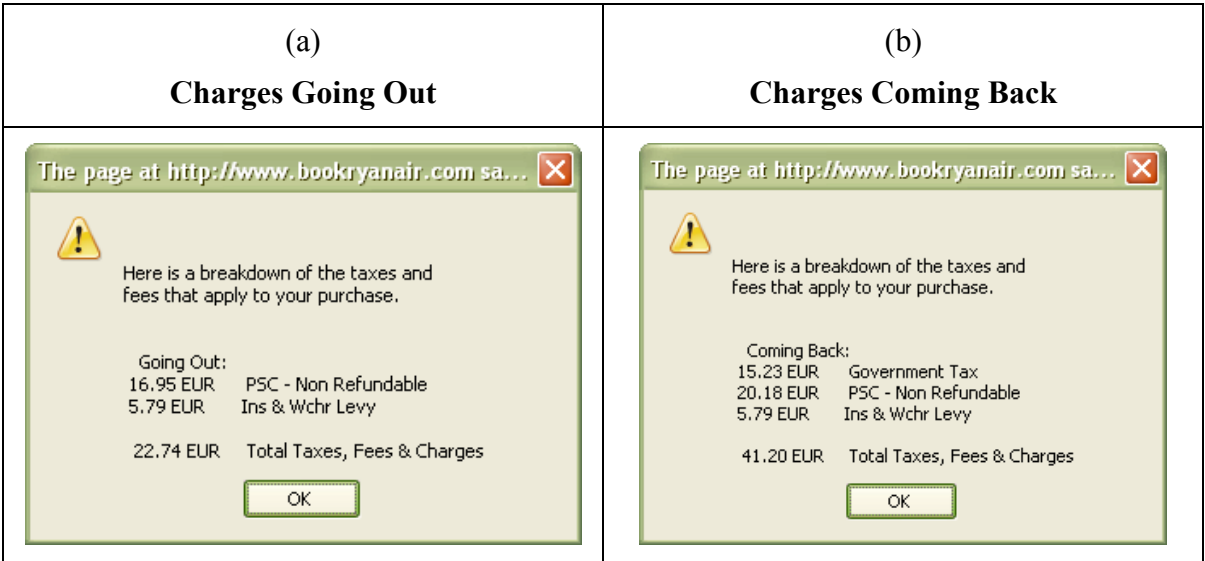 (a)
Charges Going Out
(b)
Charges Coming Back
The page at http://www.bookryanair.com sa...
Here is a breakdown of the taxes and
fees that apply to your purchase.
Going Out:
16.95 EUR PSC - Non Refundable
5.79 EUR Ins & Wchr Levy
22.74 EUR Total Taxes, Fees & Charges
OK
The page at http://www.bookryanair.com sa...
Here is a breakdown of the taxes and
fees that apply to your purchase.
Coming Back:
15.23 EUR Government Tax
20.18 EUR PSC - Non Refundable
5.79 EUR Ins & Wchr Levy
41.20 EUR Total Taxes, Fees & Charges
OK